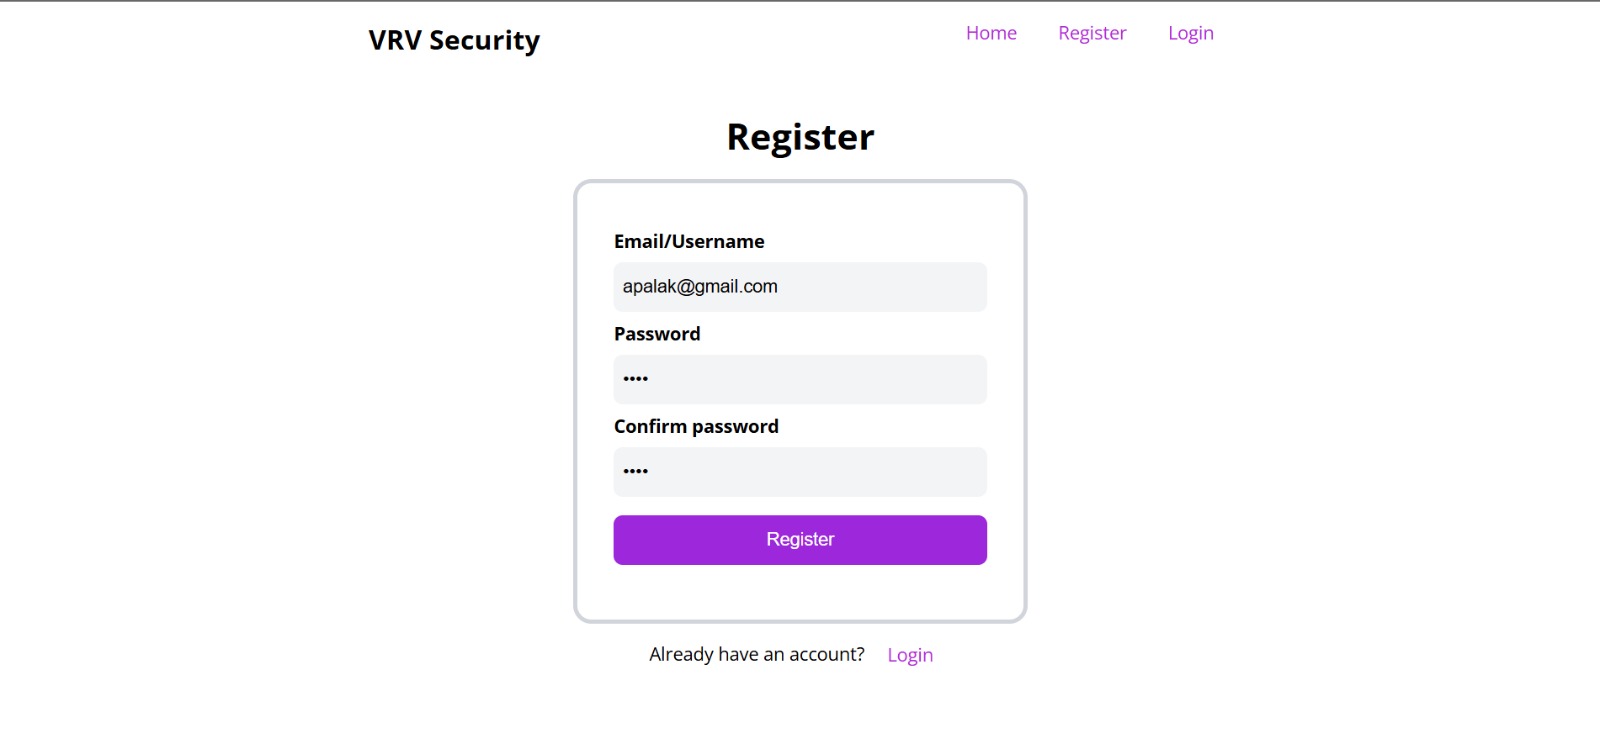 VRV Security
Home Register Login
Register
Email/Username
apalak@gmail.com
Password
••••
Confirm password
••••
Register
Already have an account? Login